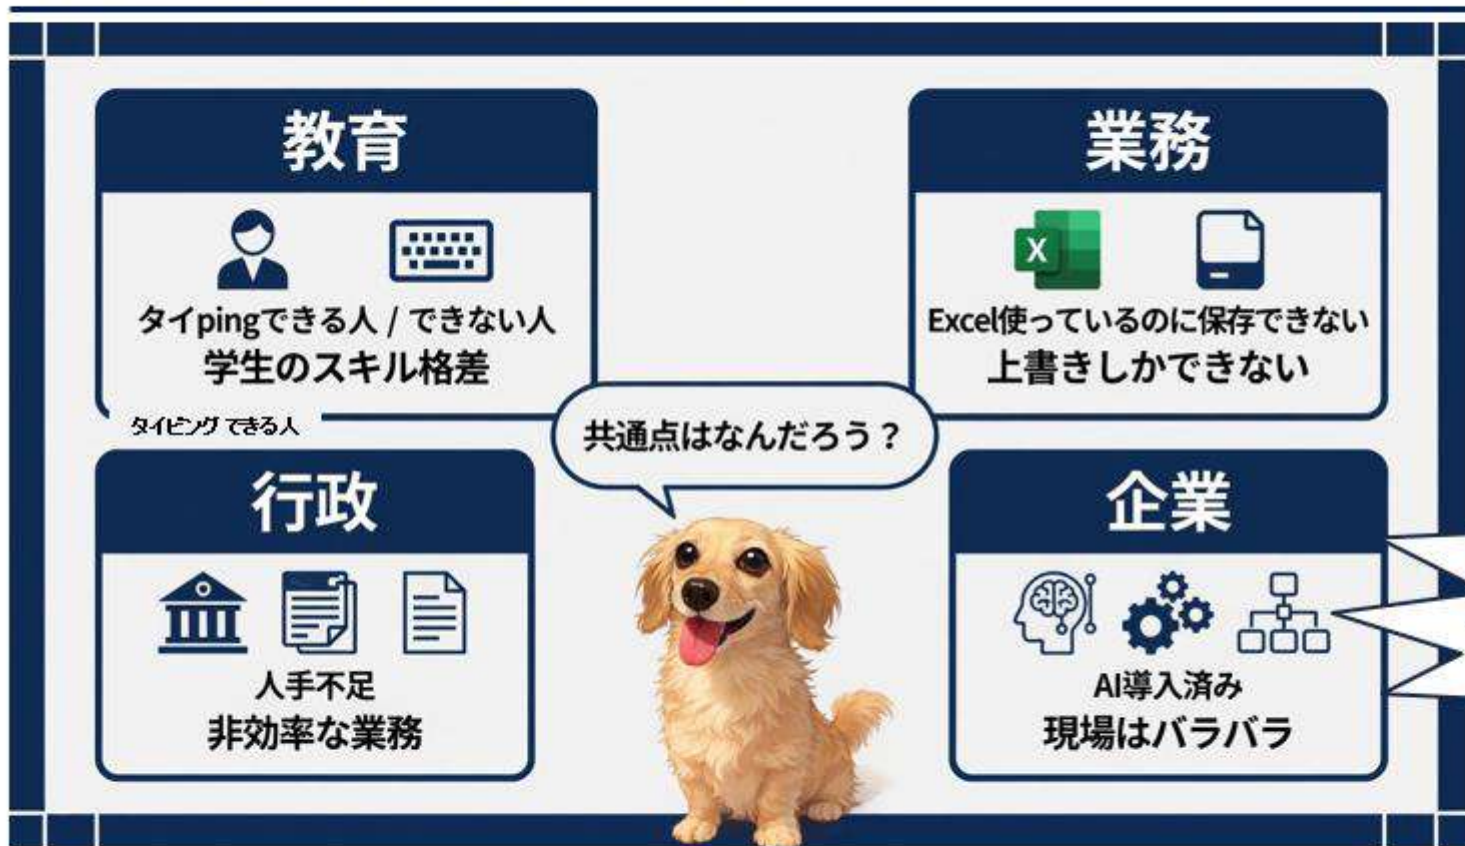 教育
タイpingできる人 / できない人
学生のスキル格差
タイピング できる人
業務
X
Excel使っているのに保存できない
上書きしかできない
共通点はなんだろう？
行政
人手不足
非効率な業務
企業
AI導入済み
現場はバラバラ